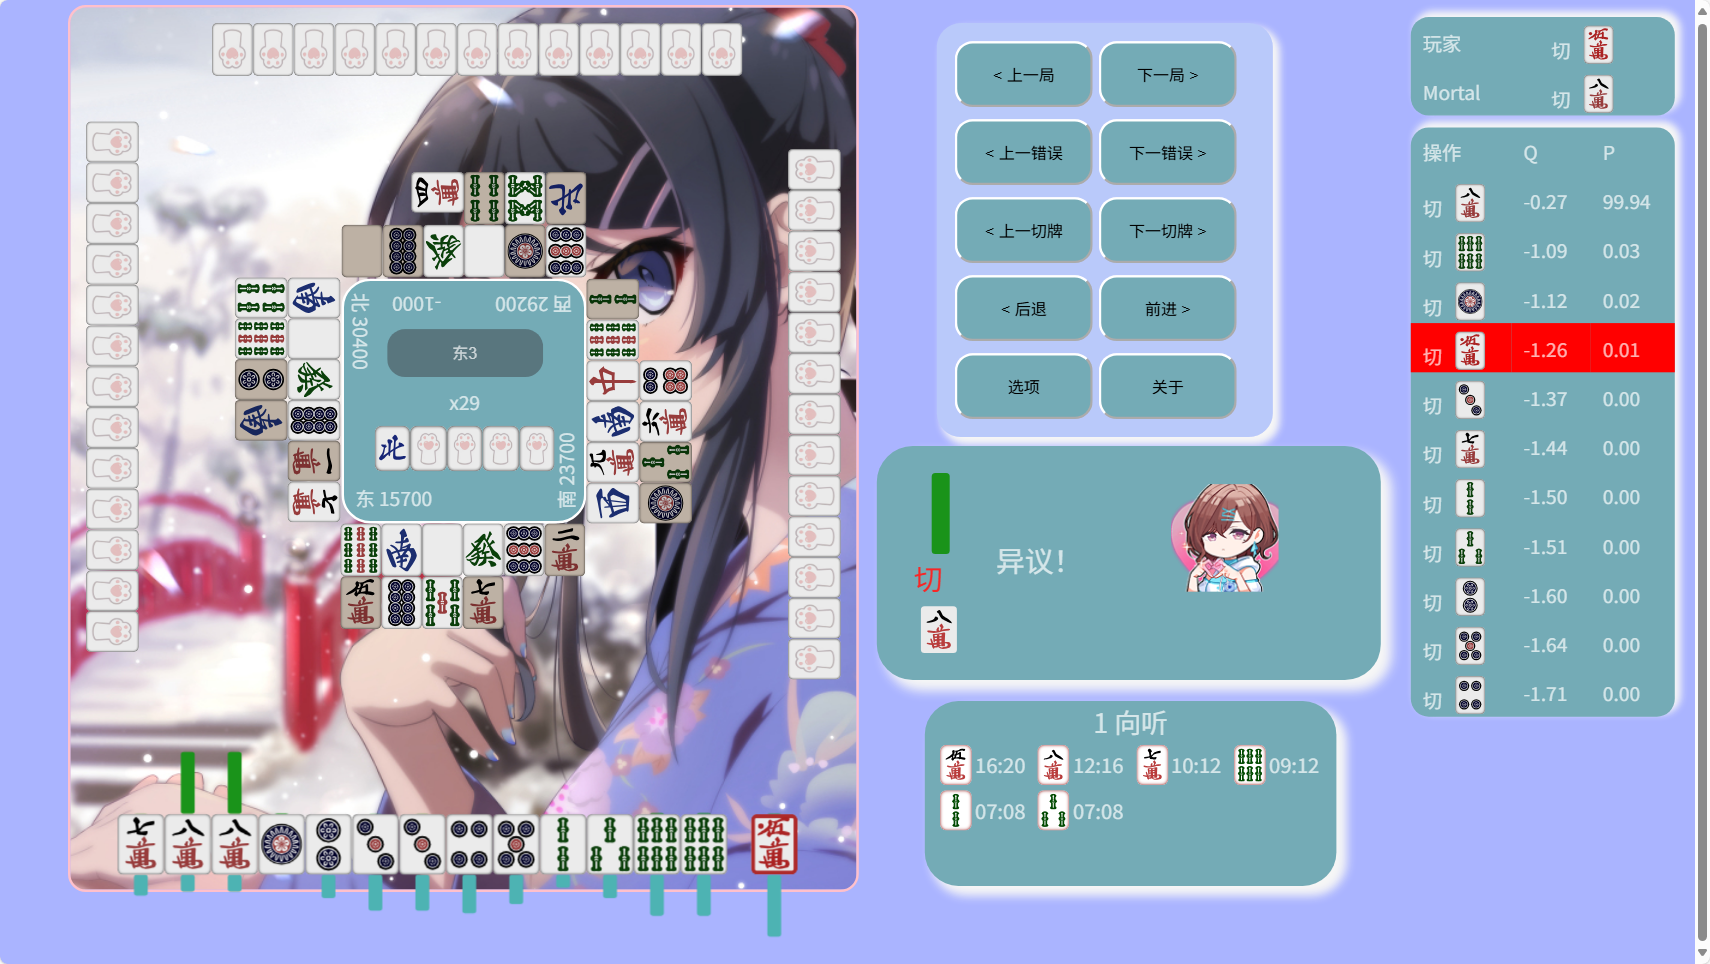 北 30400
-1000
西 29200
东3
x29
东 15700
南 23700
< 上一局
下一局 >
< 上一错误
下一错误 >
< 上一切牌
下一切牌 >
< 后退
前进 >
选项
关于
切
异议!
1 向听
16:20
12:16
10:12
09:12
07:08
07:08
玩家 切
Mortal 切
操作 Q P
切 -0.27 99.94
切 -1.09 0.03
切 -1.12 0.02
切 -1.26 0.01
切 -1.37 0.00
切 -1.44 0.00
切 -1.50 0.00
切 -1.51 0.00
切 -1.60 0.00
切 -1.64 0.00
切 -1.71 0.00